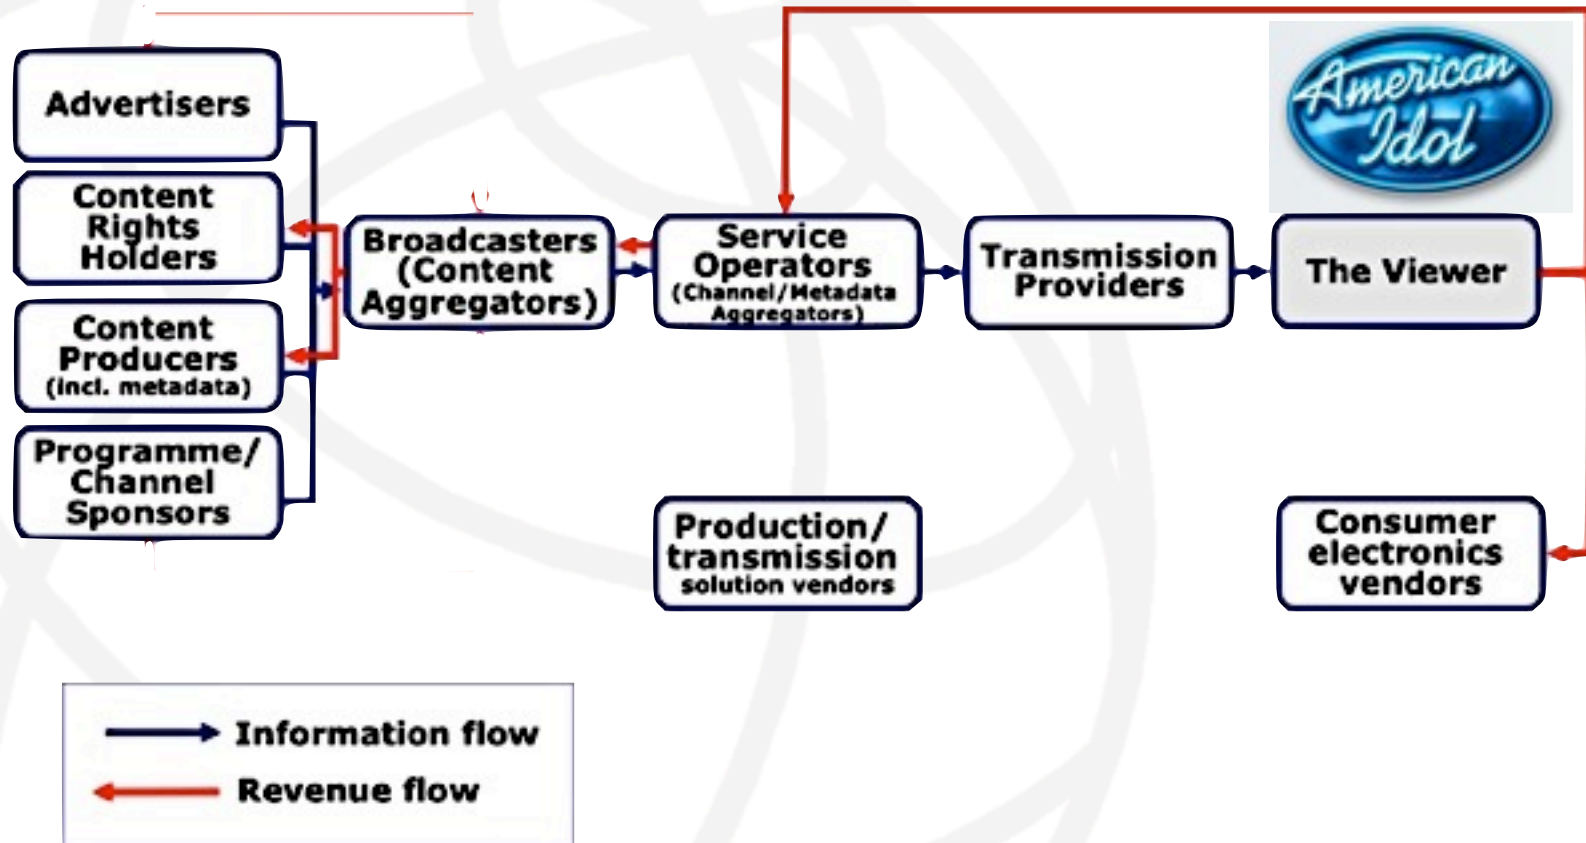 American
Idol
Advertisers
Content
Rights
Holders
Content
Producers
(incl. metadata)
Programme/
Channel
Sponsors
Broadcasters
(Content
Aggregators)
Service
Operators
(Channel/Metadata
Aggregators)
Transmission
Providers
The Viewer
Production/
transmission
solution vendors
Consumer
electronics
vendors
Information flow
Revenue flow